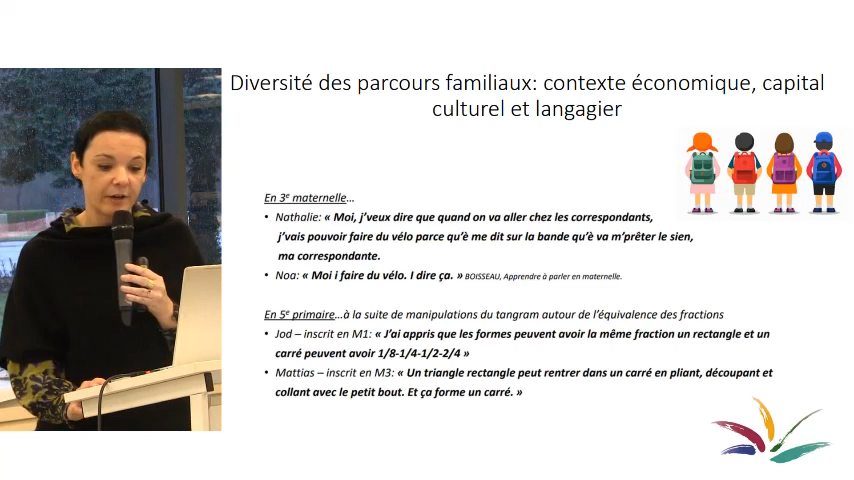 Diversité des parcours familiaux: contexte économique, capital
culturel et langagier
En 3e maternelle…
• Nathalie: « Moi, j’veux dire que quand on va aller chez les correspondants,
j’vais pouvoir faire du vélo parce qu’è me dit sur la bande qu’è va m’prêter le sien,
ma correspondante.
• Noa: « Moi i faire du vélo. I dire ça. » BOISSEAU, Apprendre à parler en maternelle.
En 5e primaire…à la suite de manipulations du tangram autour de l’équivalence des fractions
• Jod – inscrit en M1: « J’ai appris que les formes peuvent avoir la même fraction un rectangle et un
carré peuvent avoir 1/8-1/4-1/2-2/4 »
• Mattias – inscrit en M3: « Un triangle rectangle peut rentrer dans un carré en pliant, découpant et
collant avec le petit bout. Et ça forme un carré. »